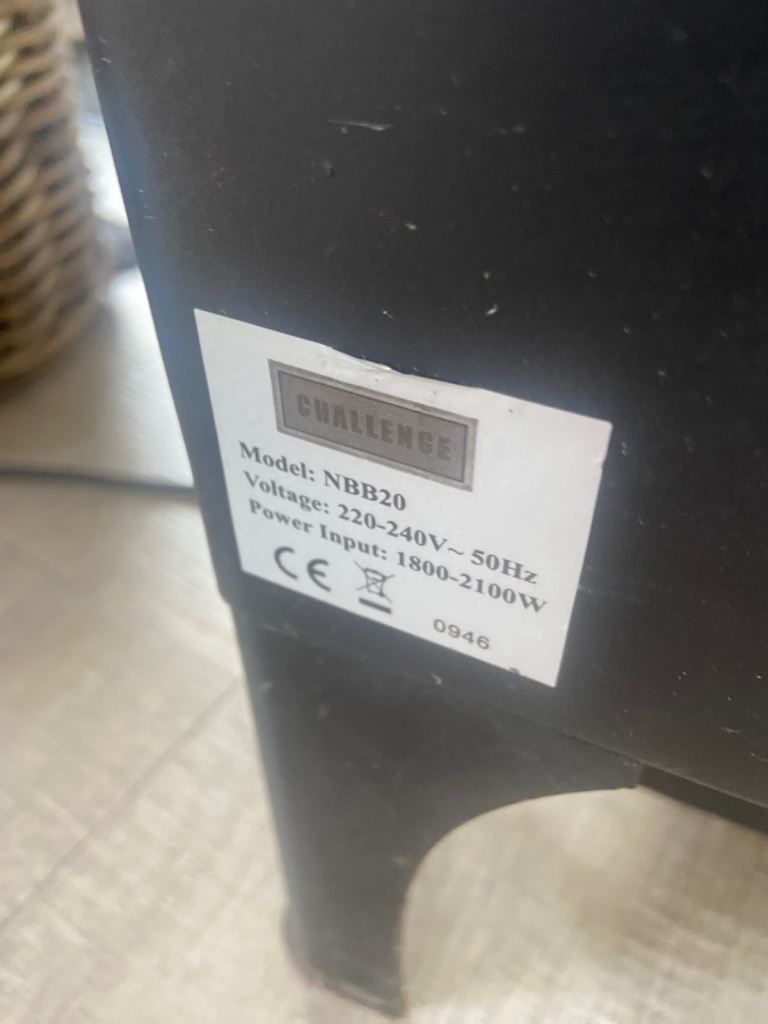 CHALLENGE
Model: NBB20
Voltage: 220-240V~ 50Hz
Power Input: 1800-2100W
CE
0946